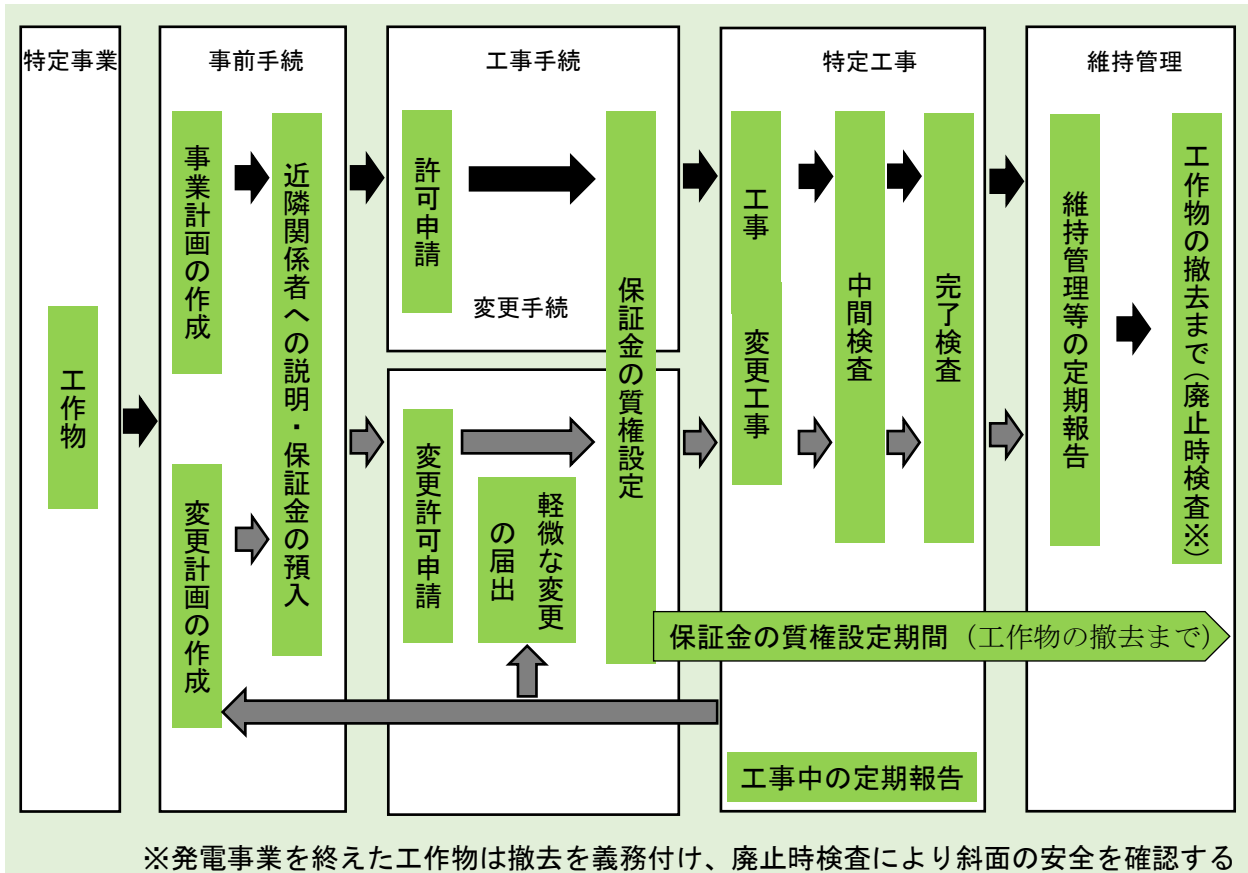 特定事業
工作物
事前手続
事業計画の作成
変更計画の作成
近隣関係者への説明・保証金の預入
工事手続
許可申請
変更手続
変更許可申請
軽微な変更
の届出
保証金の質権設定
特定工事
工事
変更工事
中間検査
完了検査
維持管理
維持管理等の定期報告
工作物の撤去まで（廃止時検査※）
保証金の質権設定期間（工作物の撤去まで）
工事中の定期報告
※発電事業を終えた工作物は撤去を義務付け、廃止時検査により斜面の安全を確認する